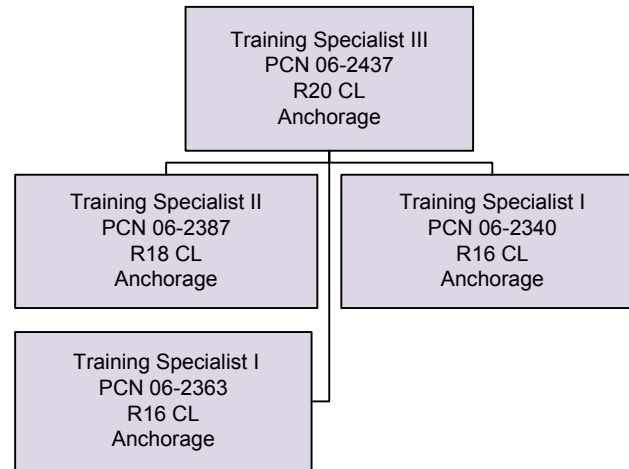 Training Specialist III
PCN 06-2437
R20 CL
Anchorage
Training Specialist II
PCN 06-2387
R18 CL
Anchorage
Training Specialist I
PCN 06-2340
R16 CL
Anchorage
Training Specialist I
PCN 06-2363
R16 CL
Anchorage